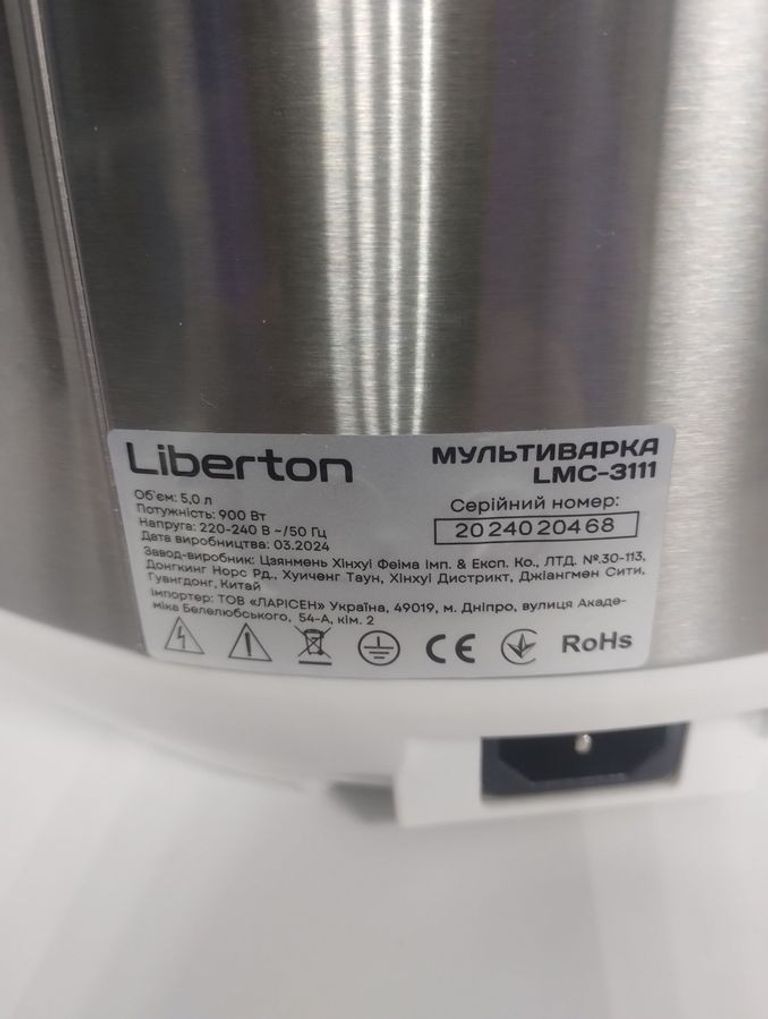 Liberton
МУЛЬТИВАРКА
LMC-3111
Об'єм: 5,0 л
Потужність: 900 Вт
Напруга: 220-240 В ~/50 Гц
Дата виробництва: 03.2024
Серійний номер:
2024020468
Завод-виробник: Цзянмень Хінхуі Феіма Імп. & Експ. Ко., ЛТД. №.30-113,
Донгкинг Норс Рд., Хуиченг Таун, Хінхуі Дистрикт, Джіангмен Сити,
Гуангдонг, Китай
Імпортер: ТОВ «ЛАРІСЕН» Україна, 49019, м. Дніпро, вулиця Акаде-
міка Белелюбського, 54-А, кім. 2
CE
RoHs